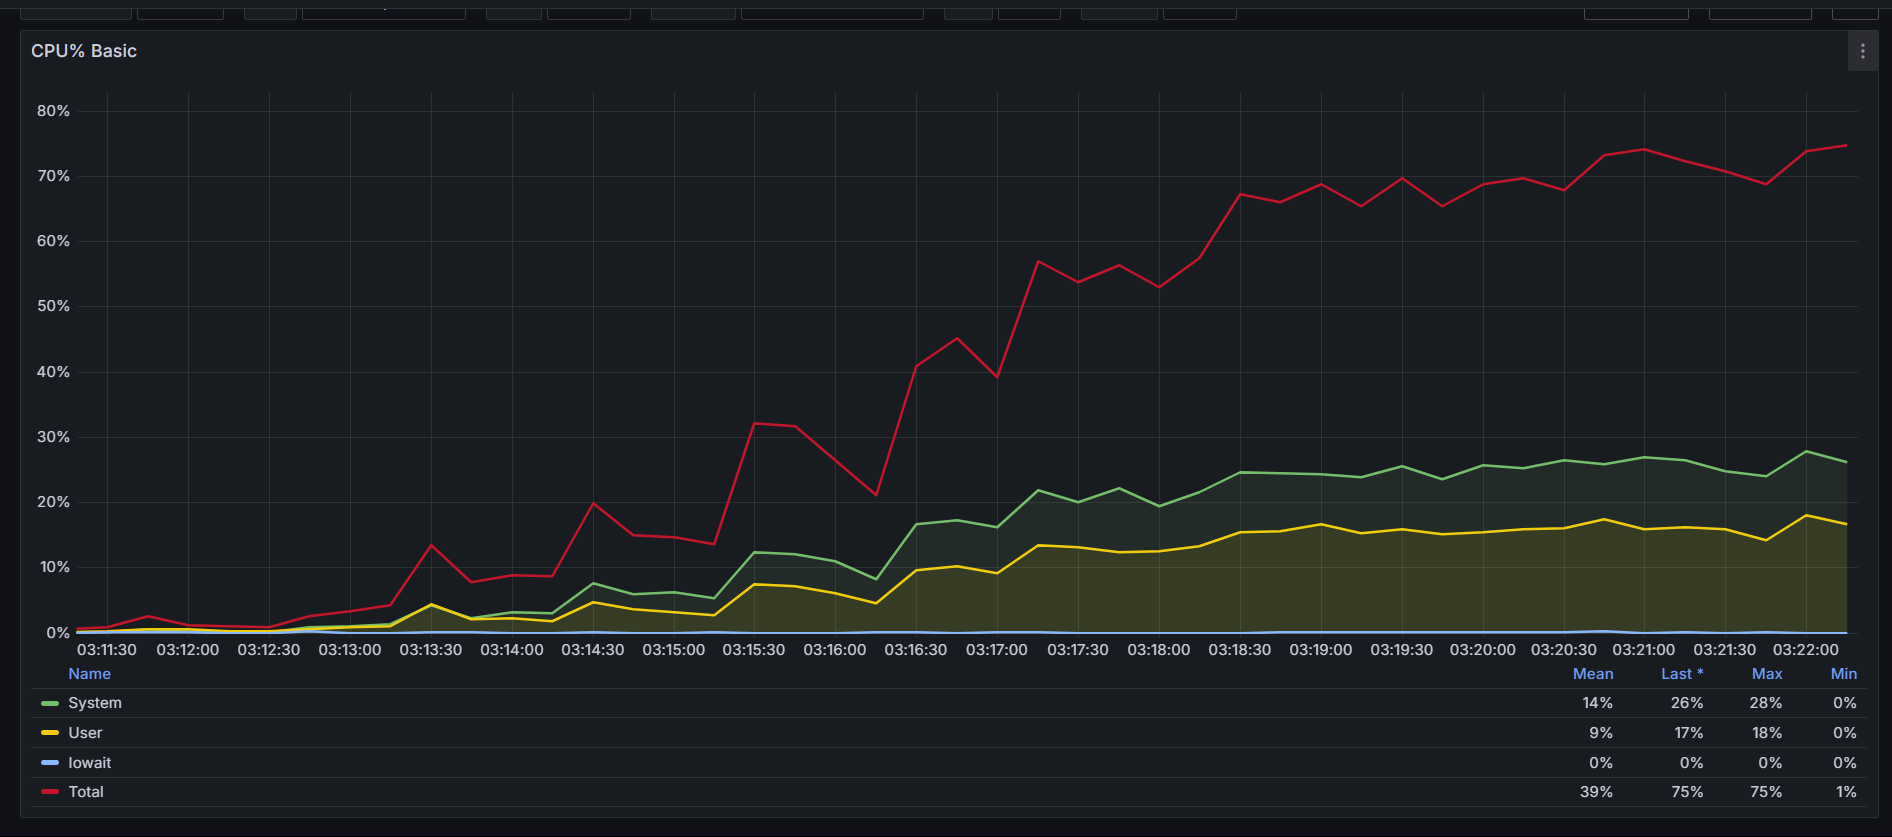 CPU% Basic
80%
70%
60%
50%
40%
30%
20%
10%
0%
03:11:30 03:12:00 03:12:30 03:13:00 03:13:30 03:14:00 03:14:30 03:15:00 03:15:30 03:16:00 03:16:30 03:17:00 03:17:30 03:18:00 03:18:30 03:19:00 03:19:30 03:20:00 03:20:30 03:21:00 03:21:30 03:22:00
Name Mean Last * Max Min
System 14% 26% 28% 0%
User 9% 17% 18% 0%
Iowait 0% 0% 0% 0%
Total 39% 75% 75% 1%